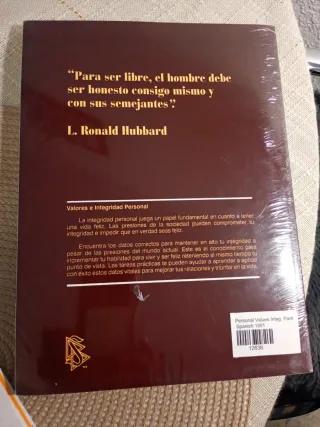 “Para ser libre, el hombre debe
ser honesto consigo mismo y
con sus semejantes”.
L. Ronald Hubbard
Valores e Integridad Personal
La integridad personal juega un papel fundamental en cuanto a tener
una vida feliz. Las presiones de la sociedad pueden comprometer su
integridad e impedir que en verdad seas feliz.
Encuentra los datos correctos para mantener en alto tu integridad a
pesar de las presiones del mundo actual. Este es el conocimiento para
incrementar tu habilidad para vivir y ser feliz reteniendo al mismo tiempo tu
punto de vista. Las tareas prácticas te pueden ayudar a aprender a aplicar
con éxito estos datos vitales para mejorar tus relaciones y triunfar en la vida.
Personal Values Integ. Pack
Spanish 1991
12636